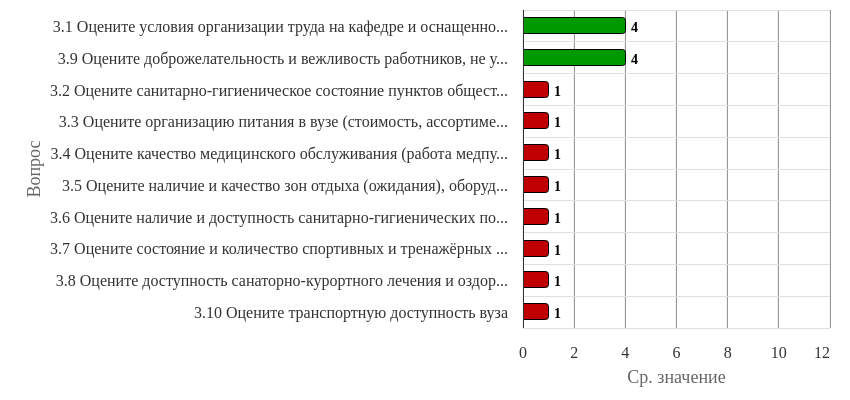 3.1 Оцените условия организации труда на кафедре и оснащенно... 4
3.9 Оцените доброжелательность и вежливость работников, не у... 4
3.2 Оцените санитарно-гигиеническое состояние пунктов общест... 1
3.3 Оцените организацию питания в вузе (стоимость, ассортиме... 1
3.4 Оцените качество медицинского обслуживания (работа медпу... 1
3.5 Оцените наличие и качество зон отдыха (ожидания), оборуд... 1
3.6 Оцените наличие и доступность санитарно-гигиенических по... 1
3.7 Оцените состояние и количество спортивных и тренажёрных ... 1
3.8 Оцените доступность санаторно-курортного лечения и оздор... 1
3.10 Оцените транспортную доступность вуза 1
Вопрос
0 2 4 6 8 10 12
Ср. значение